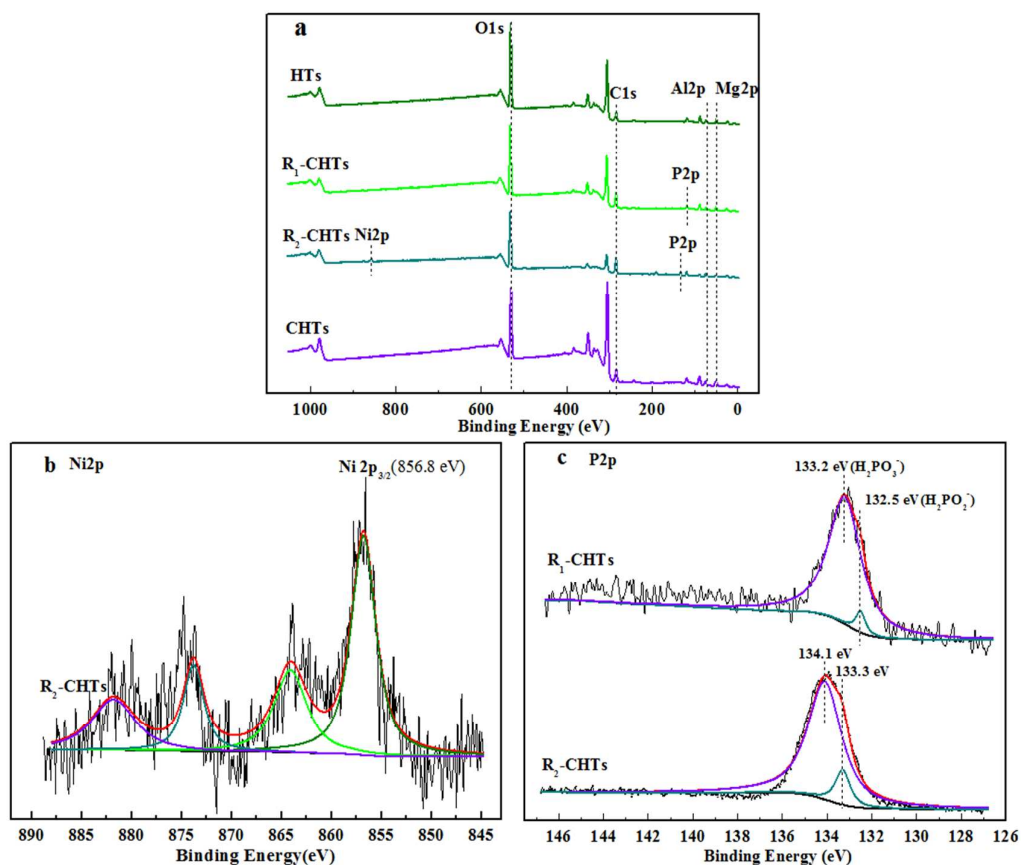 a
O1s
HTs
C1s
Al2p
Mg2p
R₁-CHTs
P2p
R₂-CHTs
Ni2p
P2p
CHTs
1000 800 600 400 200 0
Binding Energy (eV)
b
Ni2p
Ni 2p₃/₂(856.8 eV)
R₂-CHTs
890 885 880 875 870 865 860 855 850 845
Binding Energy(eV)
c
P2p
133.2 eV(H₂PO₃⁻)
132.5 eV(H₂PO₂⁻)
R₁-CHTs
134.1 eV
133.3 eV
R₂-CHTs
146 144 142 140 138 136 134 132 130 128 126
Binding Energy (eV)